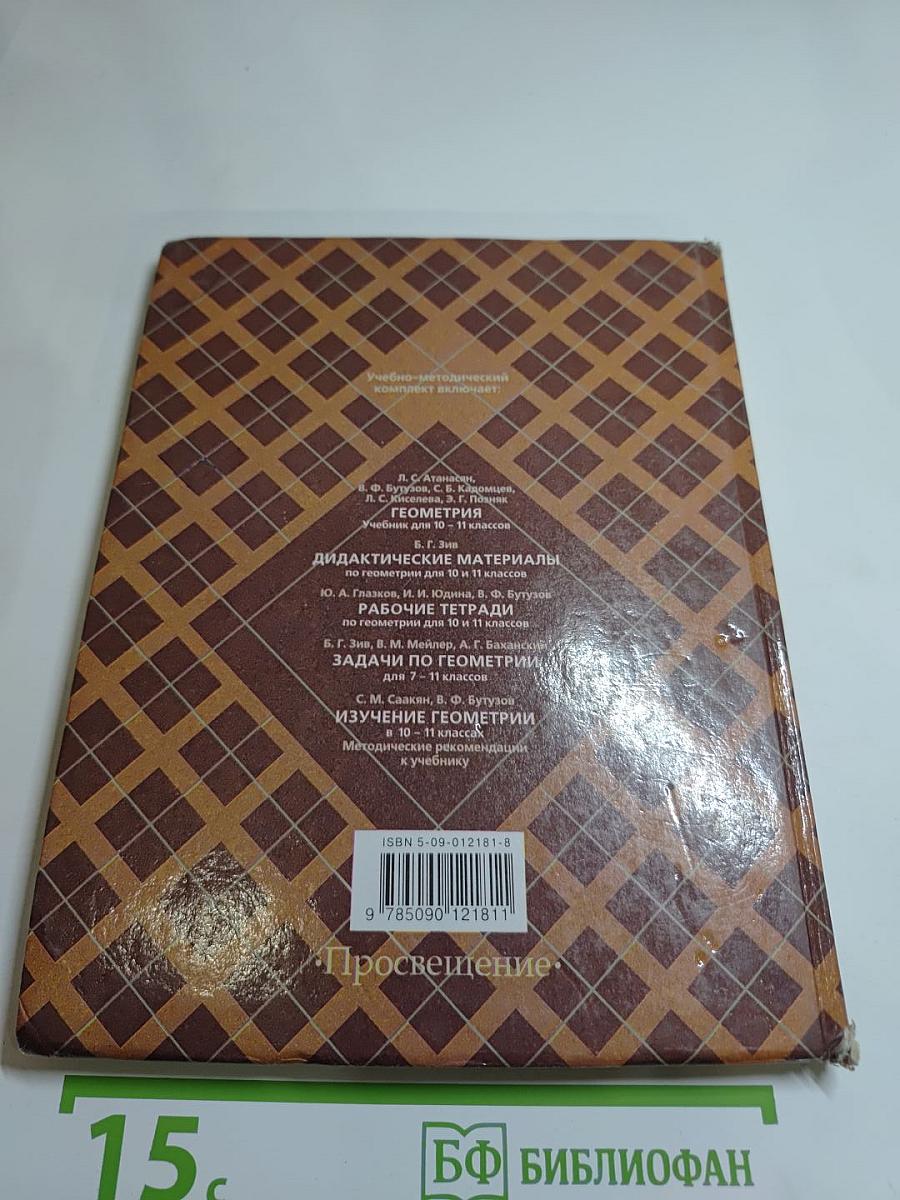 Учебно-методический
комплект включает:
Л. С. Атанасян,
В. Ф. Бутузов, С. Б. Кадомцев,
Л. С. Киселева, Э. Г. Позняк
ГЕОМЕТРИЯ
Учебник для 10 – 11 классов
Б. Г. Зив
ДИДАКТИЧЕСКИЕ МАТЕРИАЛЫ
по геометрии для 10 и 11 классов
Ю. А. Глазков, И. И. Юдина, В. Ф. Бутузов
РАБОЧИЕ ТЕТРАДИ
по геометрии для 10 и 11 классов
Б. Г. Зив, В. М. Мейлер, А. Г. Баханский
ЗАДАЧИ ПО ГЕОМЕТРИИ
для 7 – 11 классов
С. М. Саакян, В. Ф. Бутузов
ИЗУЧЕНИЕ ГЕОМЕТРИИ
в 10 – 11 классах
Методические рекомендации
к учебнику
ISBN 5-09-012181-8
9 785090 121811
·Просвещение·
15 с
БФ БИБЛИОФАН